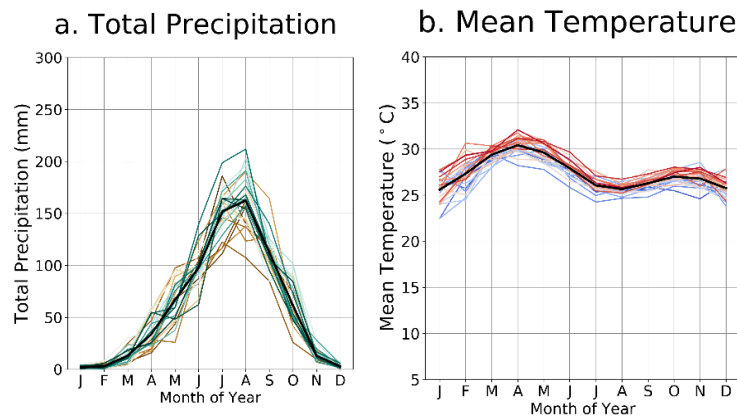 a. Total Precipitation
300
250
200
150
100
50
0
Total Precipitation (mm)
J F M A M J J A S O N D
Month of Year
b. Mean Temperature
40
35
30
25
20
15
10
5
Mean Temperature (°C)
J F M A M J J A S O N D
Month of Year